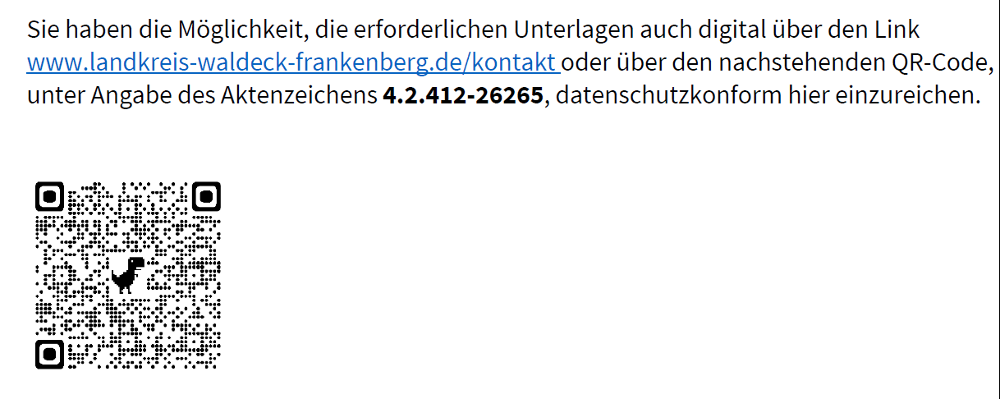 Sie haben die Möglichkeit, die erforderlichen Unterlagen auch digital über den Link
www.landkreis-waldeck-frankenberg.de/kontakt oder über den nachstehenden QR-Code,
unter Angabe des Aktenzeichens 4.2.412-26265, datenschutzkonform hier einzureichen.